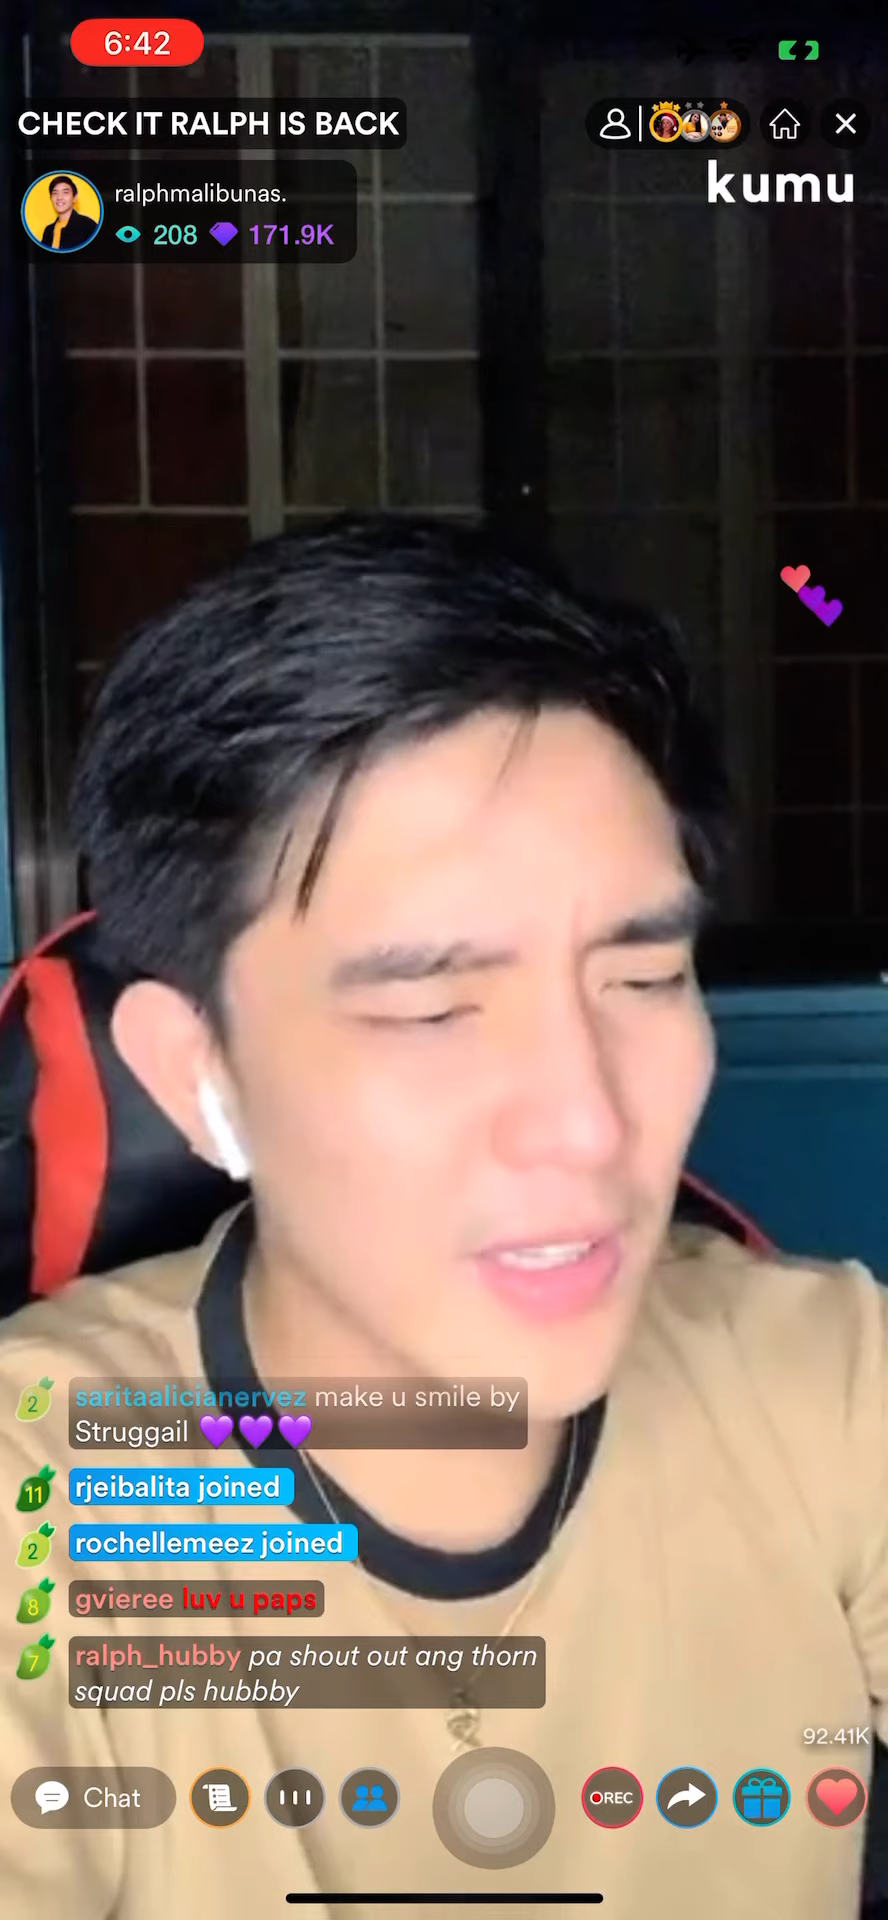 6:42
CHECK IT RALPH IS BACK
ralphmalibunas.
208 171.9K
kumu
2 saritaalicianervez make u smile by
Struggail 💜💜💜
11 rjeibalita joined
2 rochellemeez joined
8 gvieree luv u paps
7 ralph_hubby pa shout out ang thorn
squad pls hubbby
92.41K
Chat
REC